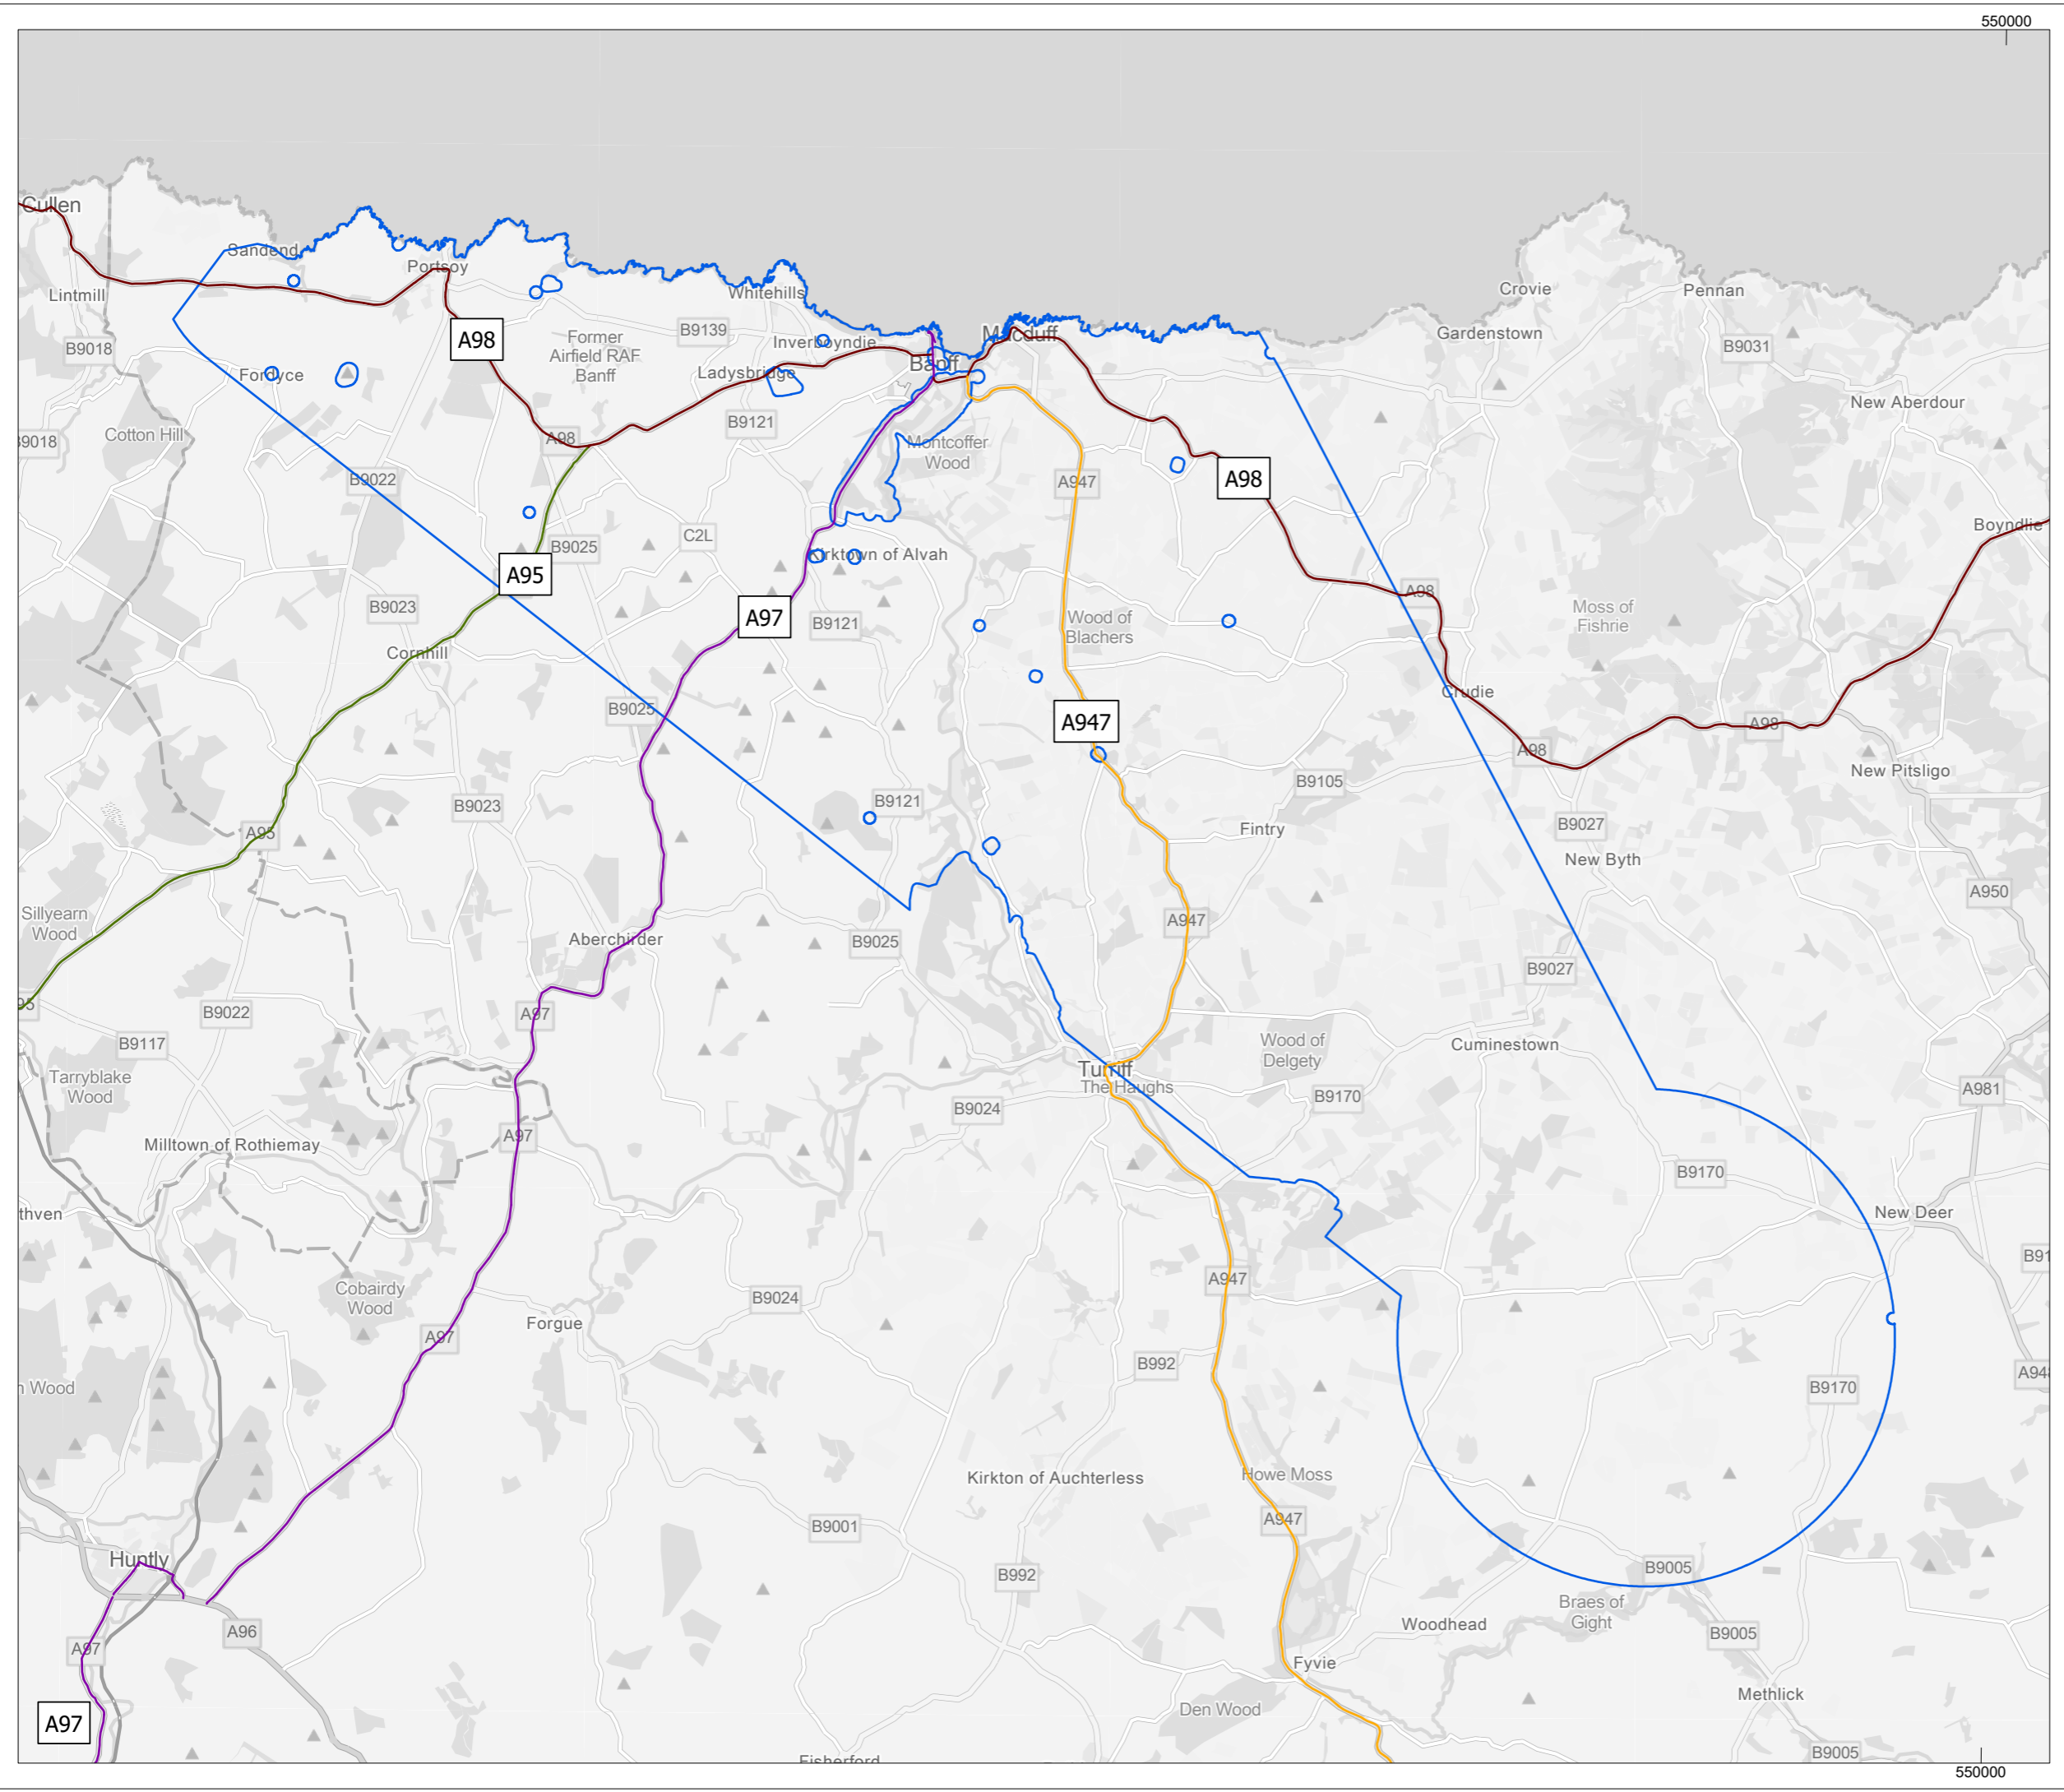 550000
Cullen
Sandend
Portsoy
Lintmill
Whitehills
Crovie
Pennan
Gardenstown
B9018
A98
Former
Airfield RAF
Banff
B9139
Inverboyndie
Macduff
Banff
B9031
Fordyce
Ladysbridge
New Aberdour
B9018
Cotton Hill
A98
B9121
Montcoffer
Wood
B9022
A947
A98
Boyndlie
B9025
C2L
Kirktown of Alvah
A95
A98
B9023
A97
B9121
Wood of
Blachers
Moss of
Fishrie
Cornhill
Crudie
B9025
A947
A98
A98
New Pitsligo
B9023
B9121
B9105
A95
Fintry
B9027
New Byth
A950
Sillyearn
Wood
Aberchirder
B9025
A947
B9027
95
B9022
A97
B9117
Wood of
Delgety
Cuminestown
Turriff
The Haughs
Tarryblake
Wood
B9024
B9170
A981
A97
Milltown of Rothiemay
B9170
thven
New Deer
B91
Cobairdy
Wood
A947
B9024
Forgue
A97
B992
n Wood
B9170
A948
Kirkton of Auchterless
Howe Moss
B9001
A947
Huntly
B992
B9005
Braes of
Gight
Woodhead
A96
B9005
A97
Fyvie
Methlick
Den Wood
A97
B9005
Fisherford
550000